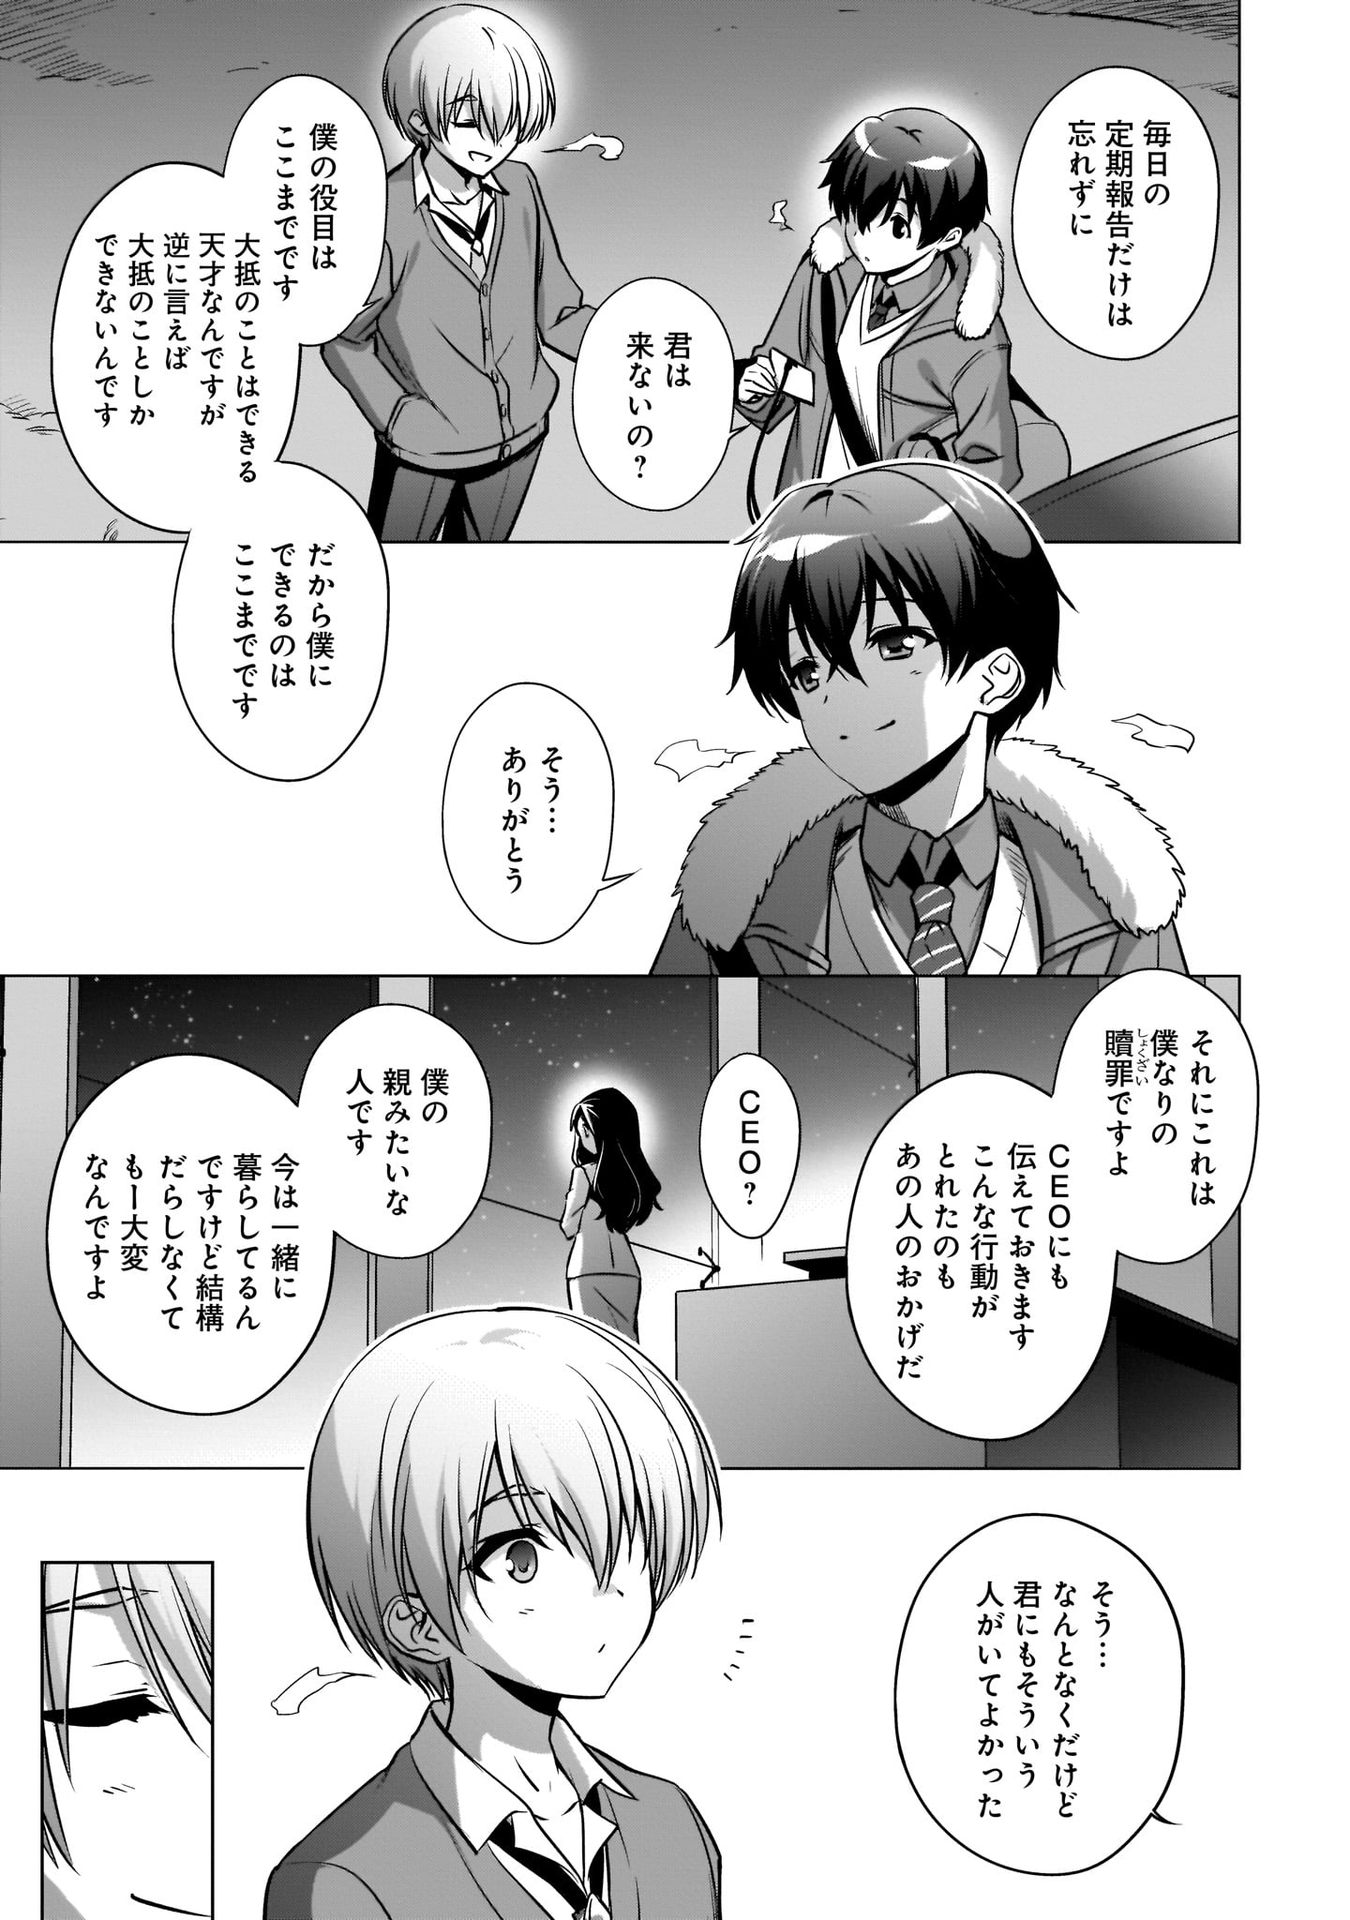 毎日の
定期報告だけは
忘れずに
君は
来ないの?
僕の役目は
ここまでです
大抵のことはできる
天才なんですが
逆に言えば
大抵のことしか
できないんです
だから僕に
できるのは
ここまでです
そう…
ありがとう
それにこれは
僕なりの
贖罪ですよ
しょくざい
CEOにも
伝えておきます
こんな行動が
とれたのも
あの人のおかげだ
CEO?
僕の
親みたいな
人です
今は一緒に
暮らしてるん
ですけど結構
だらしなくて
もー大変
なんですよ
そう…
なんとなくだけど
君にもそういう
人がいてよかった